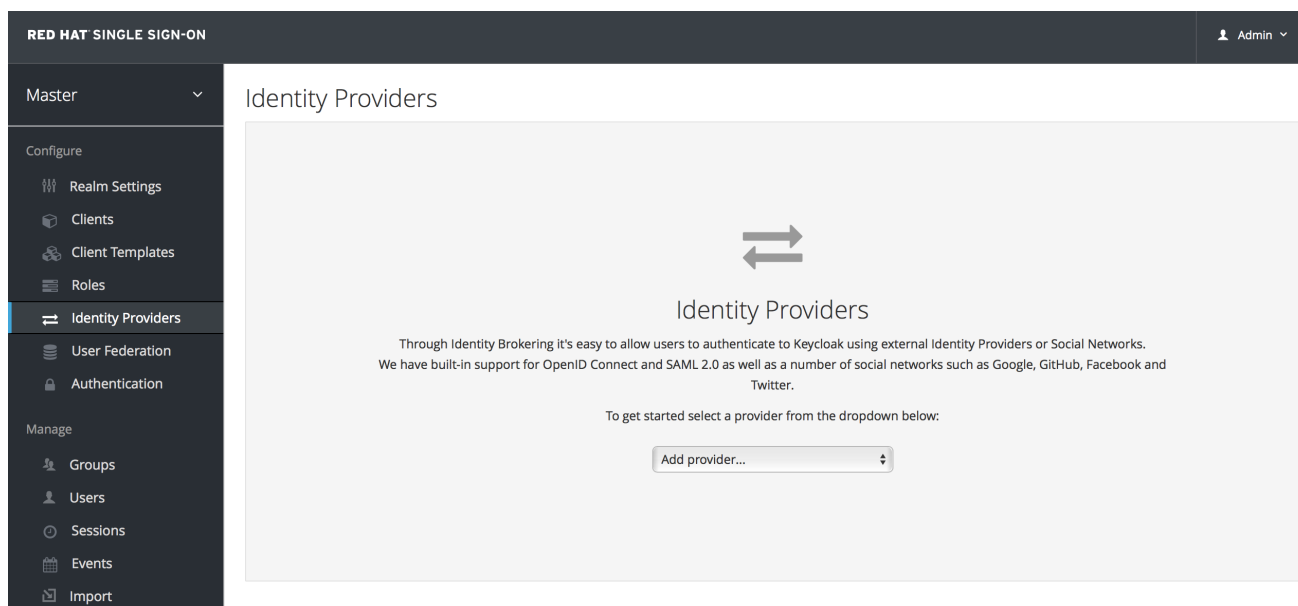 RED HAT SINGLE SIGN-ON
Admin
Master
Identity Providers
Configure
Realm Settings
Clients
Client Templates
Roles
Identity Providers
User Federation
Authentication
Manage
Groups
Users
Sessions
Events
Import
Identity Providers
Through Identity Brokering it's easy to allow users to authenticate to Keycloak using external Identity Providers or Social Networks.
We have built-in support for OpenID Connect and SAML 2.0 as well as a number of social networks such as Google, GitHub, Facebook and
Twitter.
To get started select a provider from the dropdown below:
Add provider...